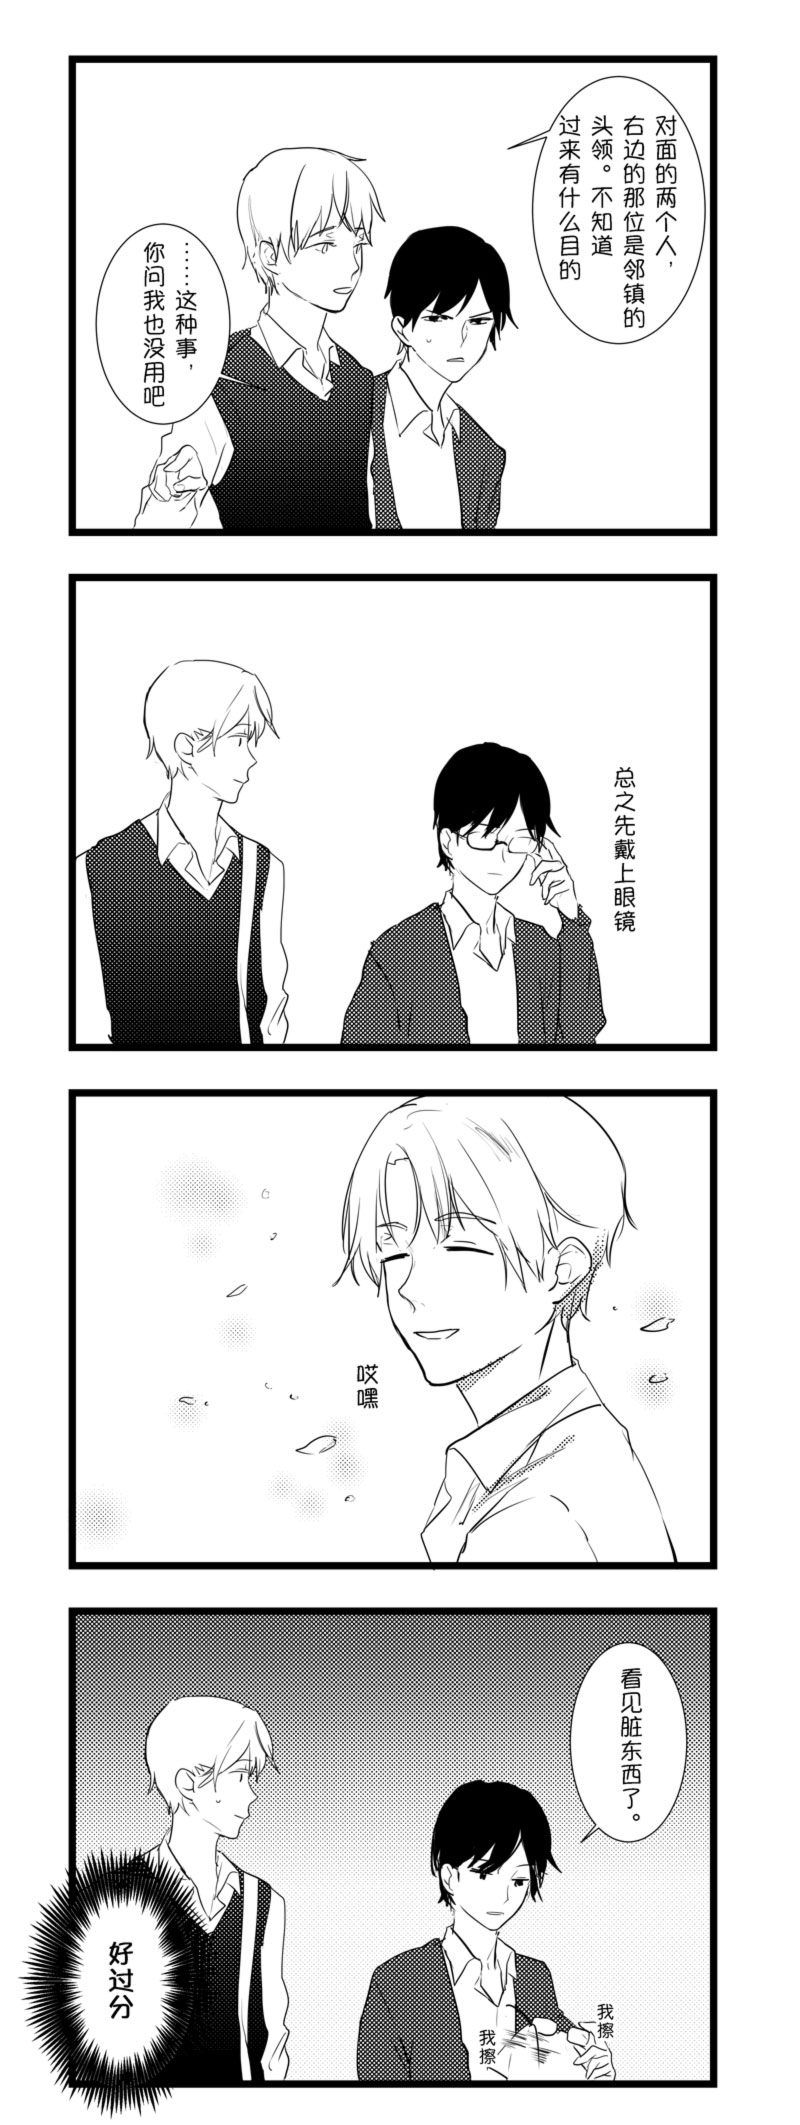 对面的两个人，
右边的那位是邻镇的
头领。不知道
过来有什么目的
……这种事，
你问我也没用吧
总之先戴上眼镜
哎嘿
看见脏东西了。
我擦
我擦
好过分